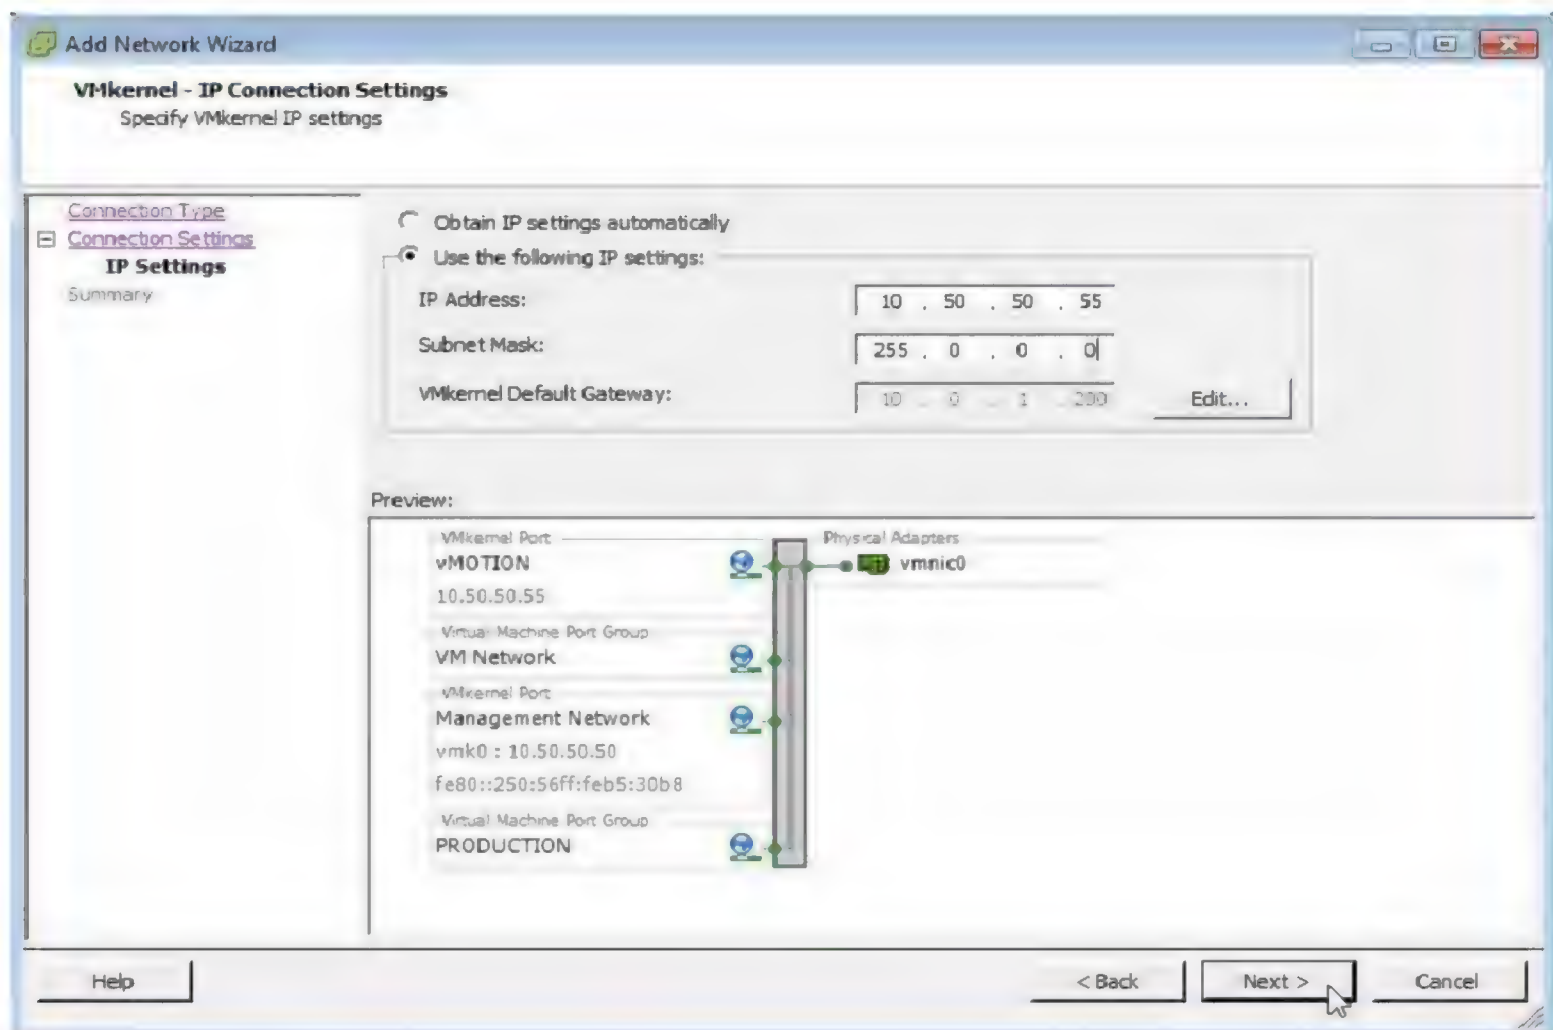 Add Network Wizard
VMkernel - IP Connection Settings
Specify VMkernel IP settings
Connection Type
Connection Settings
IP Settings
Summary
Obtain IP settings automatically
Use the following IP settings:
IP Address: 10 . 50 . 50 . 55
Subnet Mask: 255 . 0 . 0 . 0
VMkernel Default Gateway: 10 . 0 . 1 . 200 Edit...
Preview:
VMkernel Port
vMOTION
10.50.50.55
Virtual Machine Port Group
VM Network
VMkernel Port
Management Network
vmk0 : 10.50.50.50
fe80::250:56ff:feb5:30b8
Virtual Machine Port Group
PRODUCTION
Physical Adapters
vmnic0
Help < Back Next > Cancel